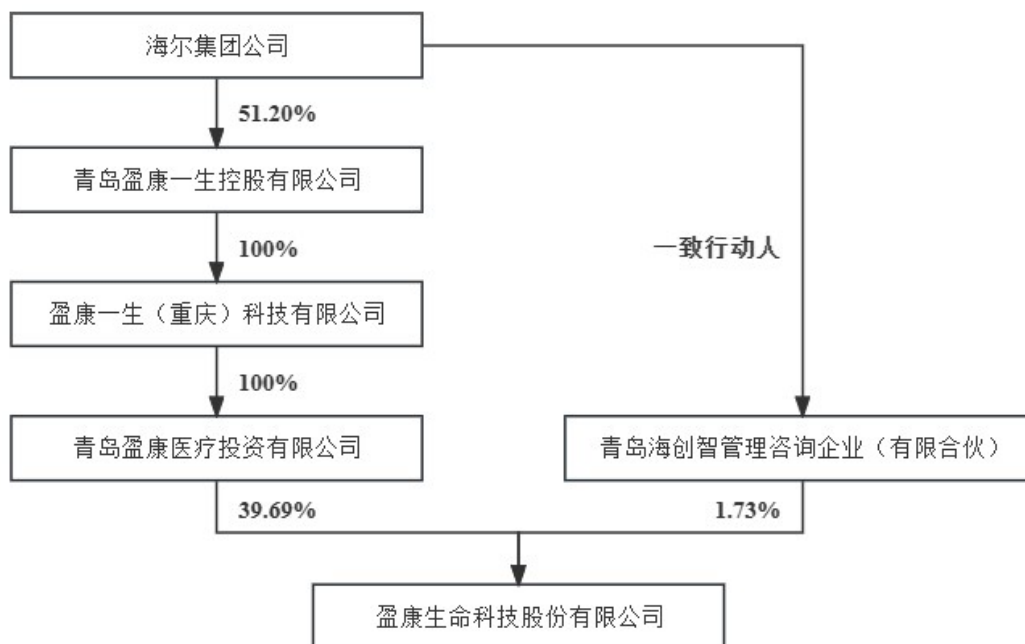 海尔集团公司
51.20%
青岛盈康一生控股有限公司
100%
一致行动人
盈康一生（重庆）科技有限公司
100%
青岛盈康医疗投资有限公司
青岛海创智管理咨询企业（有限合伙）
39.69%
1.73%
盈康生命科技股份有限公司